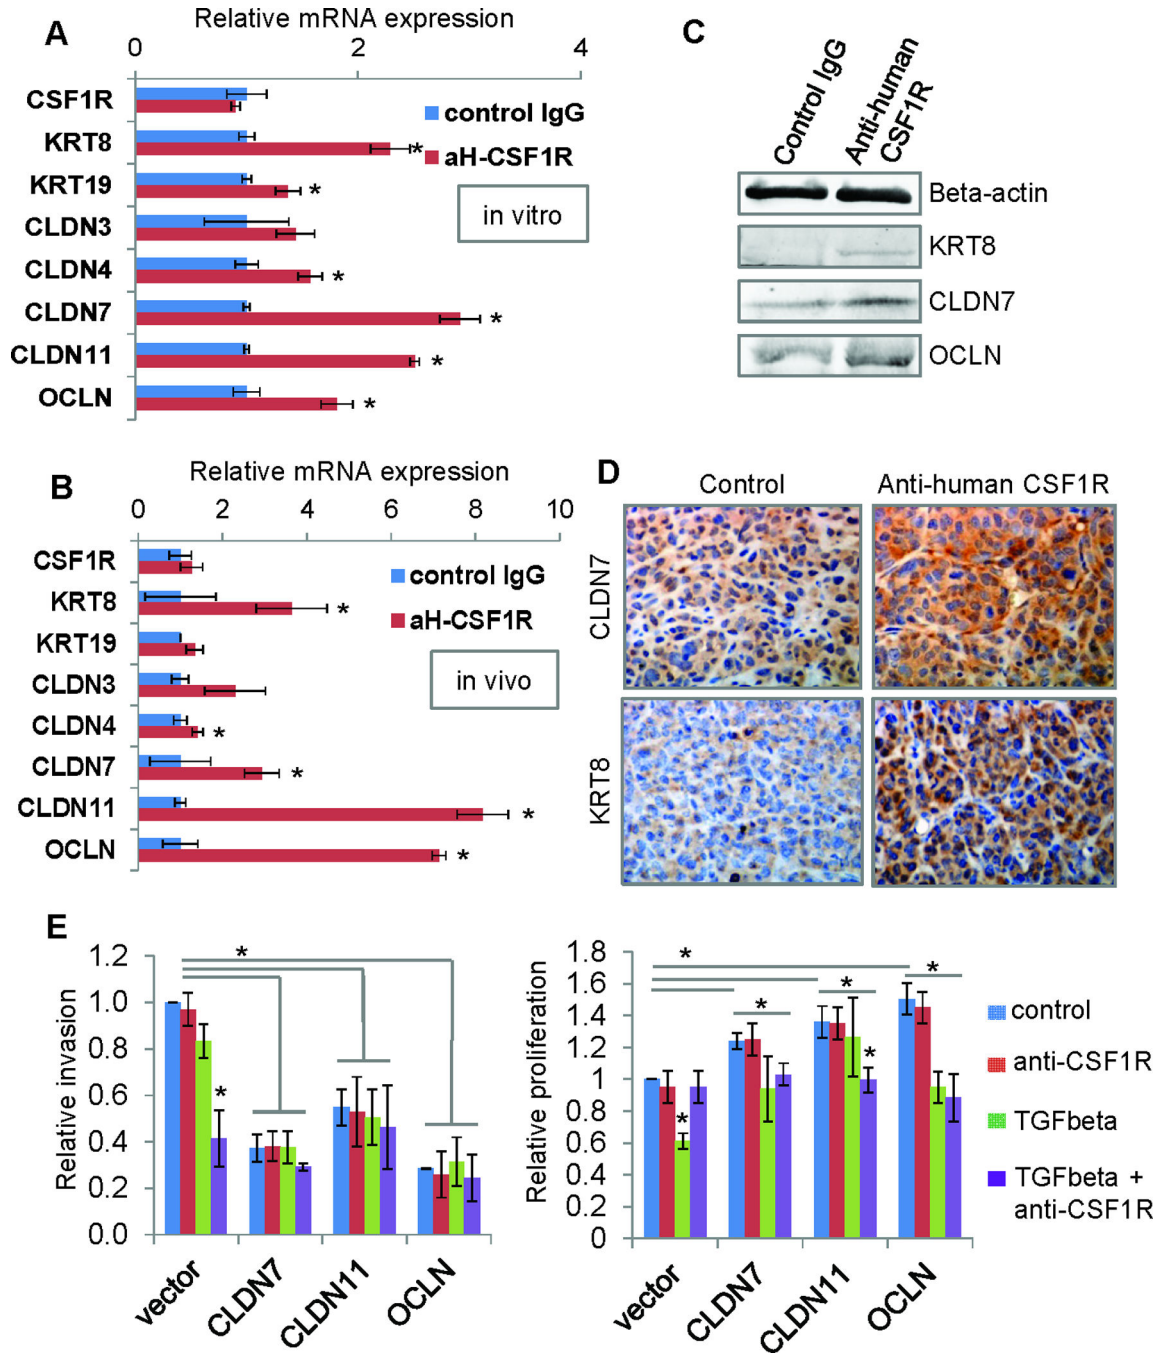 A
Relative mRNA expression
0 2 4
CSF1R
KRT8
KRT19
CLDN3
CLDN4
CLDN7
CLDN11
OCLN
control IgG
aH-CSF1R
in vitro
*
*
*
*
*
*
B
Relative mRNA expression
0 2 4 6 8 10
CSF1R
KRT8
KRT19
CLDN3
CLDN4
CLDN7
CLDN11
OCLN
control IgG
aH-CSF1R
in vivo
*
*
*
*
*
C
Control IgG
Anti-human
CSF1R
Beta-actin
KRT8
CLDN7
OCLN
D
Control
Anti-human CSF1R
CLDN7
KRT8
E
Relative invasion
1.2
1.0
0.8
0.6
0.4
0.2
0.0
*
*
vector
CLDN7
CLDN11
OCLN
Relative proliferation
1.8
1.6
1.4
1.2
1
0.8
0.6
0.4
0.2
0
*
*
*
*
*
*
vector
CLDN7
CLDN11
OCLN
control
anti-CSF1R
TGFbeta
TGFbeta +
anti-CSF1R